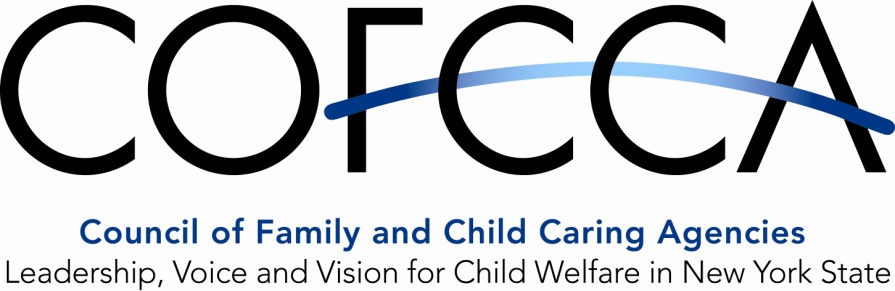 COFCCA
Council of Family and Child Caring Agencies
Leadership, Voice and Vision for Child Welfare in New York State